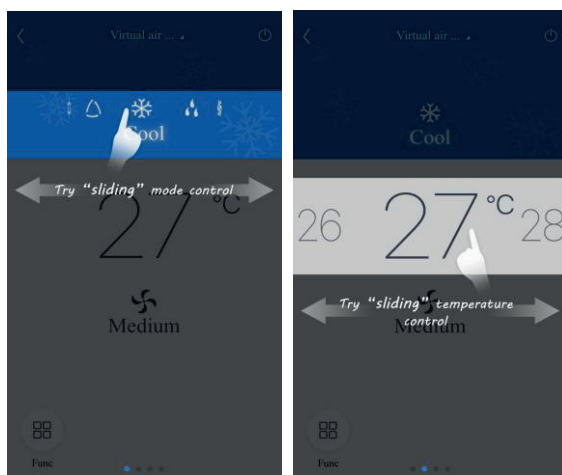 Virtual air ...
Cool
Try “sliding” mode control
27°C
Medium
Func
Virtual air ...
Cool
26 27°C 28
Try “sliding” temperature
control
Medium
Func